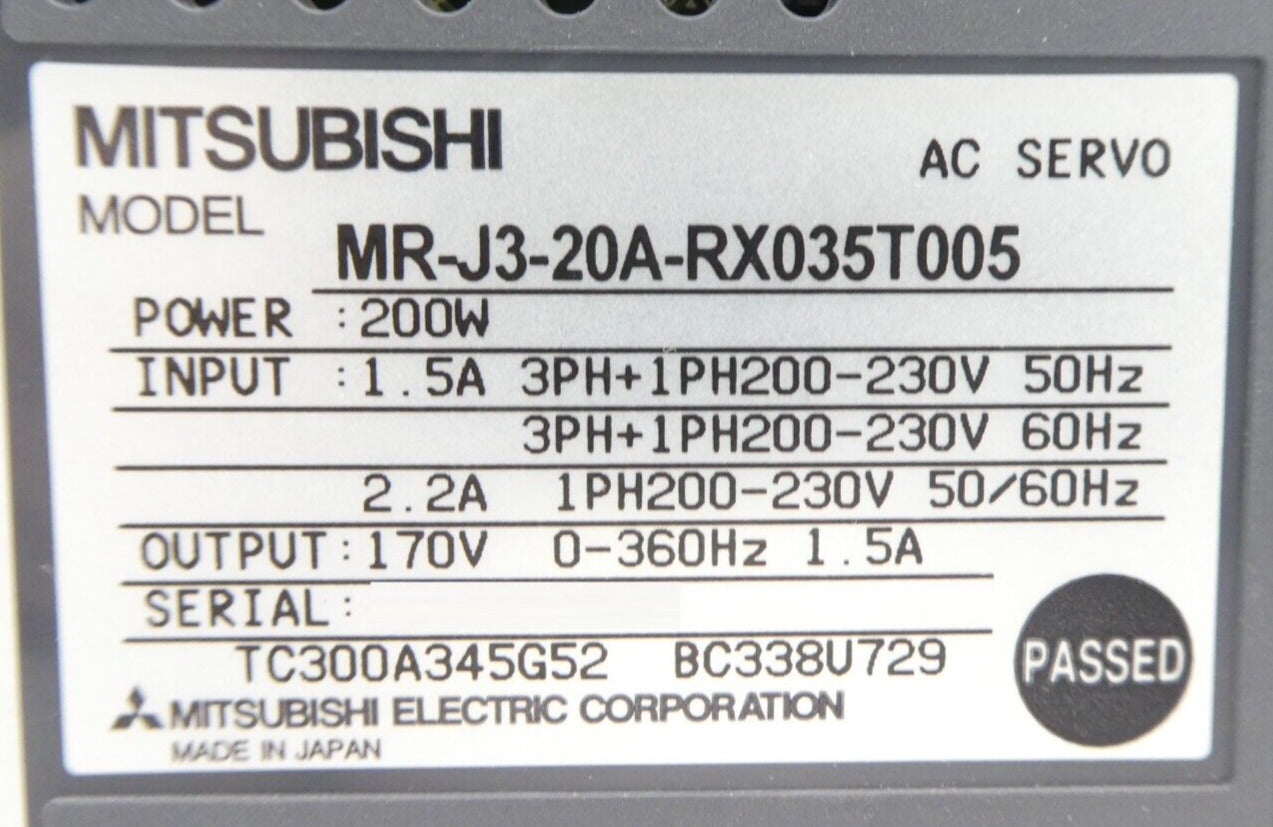 MITSUBISHI
AC SERVO
MODEL MR-J3-20A-RX035T005
POWER :200W
INPUT :1.5A 3PH+1PH200-230V 50Hz
3PH+1PH200-230V 60Hz
2.2A 1PH200-230V 50/60Hz
OUTPUT:170V 0-360Hz 1.5A
SERIAL:
TC300A345G52 BC338U729
PASSED
MITSUBISHI ELECTRIC CORPORATION
MADE IN JAPAN